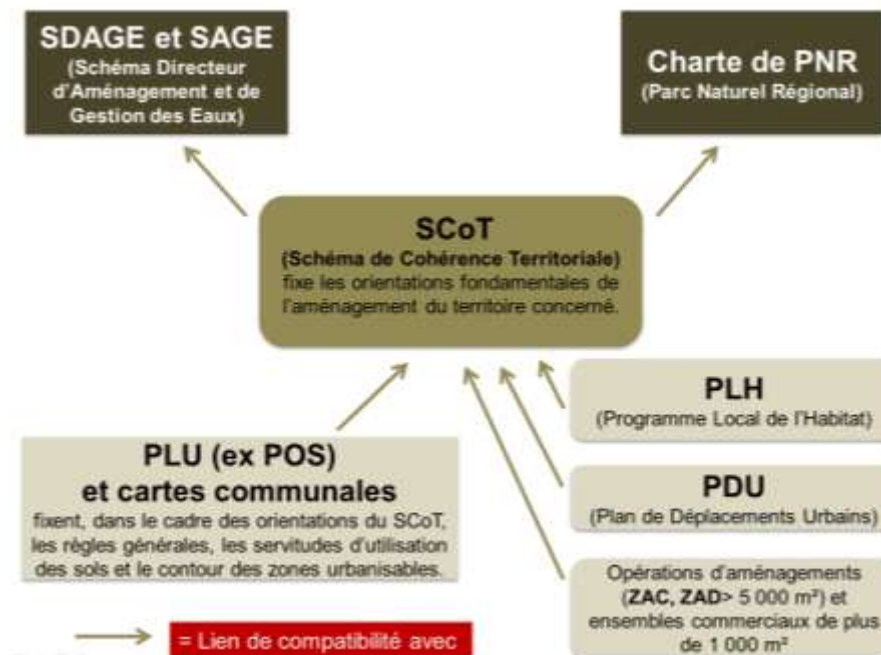 SDAGE et SAGE
(Schéma Directeur
d'Aménagement et de
Gestion des Eaux)
Charte de PNR
(Parc Naturel Régional)
SCoT
(Schéma de Cohérence Territoriale)
fixe les orientations fondamentales de
l'aménagement du territoire concerné.
PLU (ex POS)
et cartes communales
fixent, dans le cadre des orientations du SCoT,
les règles générales, les servitudes d'utilisation
des sols et le contour des zones urbanisables.
PLH
(Programme Local de l'Habitat)
PDU
(Plan de Déplacements Urbains)
Opérations d'aménagements
(ZAC, ZAD> 5 000 m²) et
ensembles commerciaux de plus
de 1 000 m²
= Lien de compatibilité avec